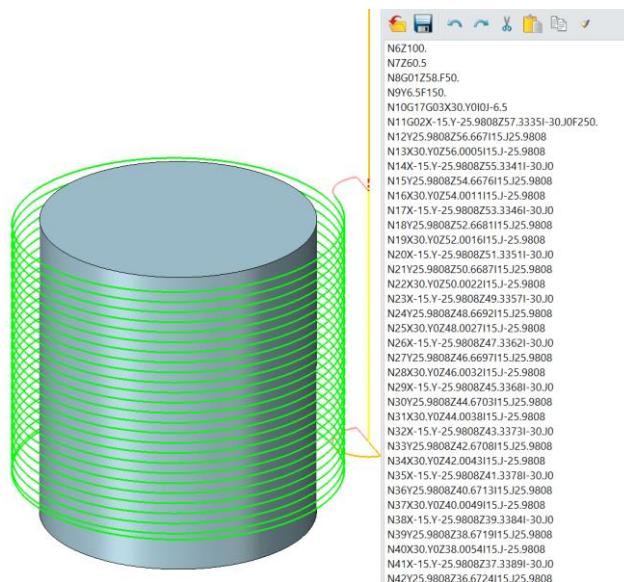 N6Z100.
N7Z60.5
N8G01Z58.F50.
N9Y6.5F150.
N10G17G03X30.Y0I0J-6.5
N11G02X-15.Y-25.9808Z57.3335I-30.J0F250.
N12Y25.9808Z56.667I15.J25.9808
N13X30.Y0Z56.0005I15.J-25.9808
N14X-15.Y-25.9808Z55.3341I-30.J0
N15Y25.9808Z54.6676I15.J25.9808
N16X30.Y0Z54.0011I15.J-25.9808
N17X-15.Y-25.9808Z53.3346I-30.J0
N18Y25.9808Z52.6681I15.J25.9808
N19X30.Y0Z52.0016I15.J-25.9808
N20X-15.Y-25.9808Z51.3351I-30.J0
N21Y25.9808Z50.6687I15.J25.9808
N22X30.Y0Z50.0022I15.J-25.9808
N23X-15.Y-25.9808Z49.3357I-30.J0
N24Y25.9808Z48.6692I15.J25.9808
N25X30.Y0Z48.0027I15.J-25.9808
N26X-15.Y-25.9808Z47.3362I-30.J0
N27Y25.9808Z46.6697I15.J25.9808
N28X30.Y0Z46.0032I15.J-25.9808
N29X-15.Y-25.9808Z45.3368I-30.J0
N30Y25.9808Z44.6703I15.J25.9808
N31X30.Y0Z44.0038I15.J-25.9808
N32X-15.Y-25.9808Z43.3373I-30.J0
N33Y25.9808Z42.6708I15.J25.9808
N34X30.Y0Z42.0043I15.J-25.9808
N35X-15.Y-25.9808Z41.3378I-30.J0
N36Y25.9808Z40.6713I15.J25.9808
N37X30.Y0Z40.0049I15.J-25.9808
N38X-15.Y-25.9808Z39.3384I-30.J0
N39Y25.9808Z38.6719I15.J25.9808
N40X30.Y0Z38.0054I15.J-25.9808
N41X-15.Y-25.9808Z37.3389I-30.J0
N42Y25.9808Z36.6724I15.J25.9808